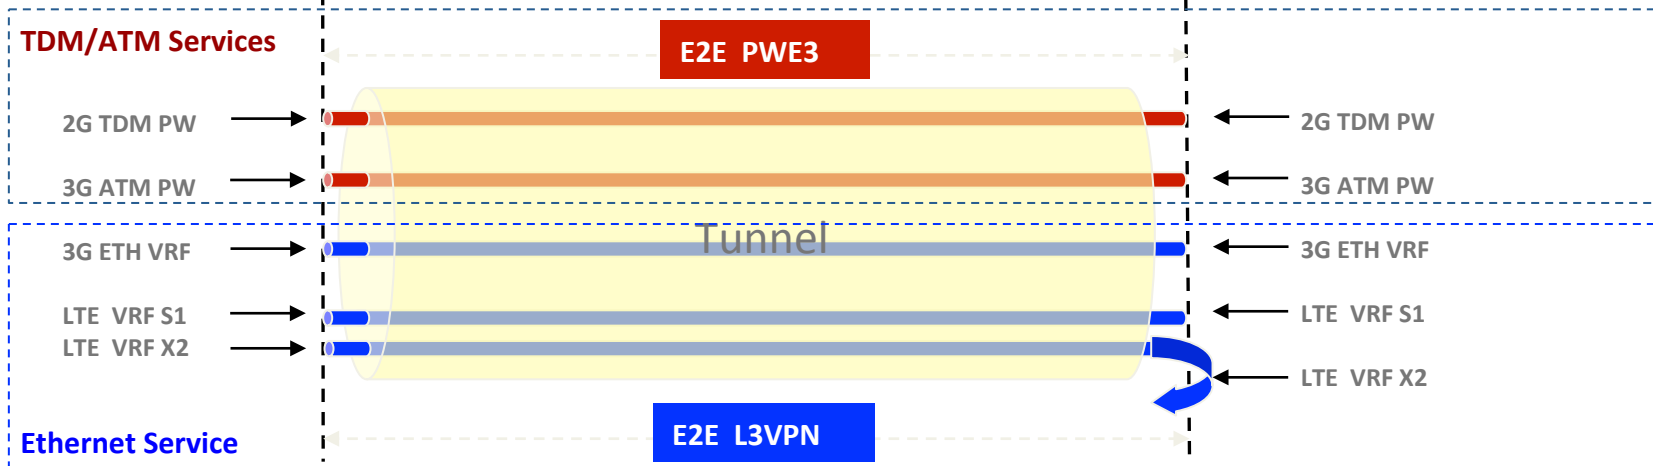 TDM/ATM Services
E2E PWE3
2G TDM PW
2G TDM PW
3G ATM PW
3G ATM PW
Tunnel
3G ETH VRF
3G ETH VRF
LTE VRF S1
LTE VRF S1
LTE VRF X2
LTE VRF X2
E2E L3VPN
Ethernet Service